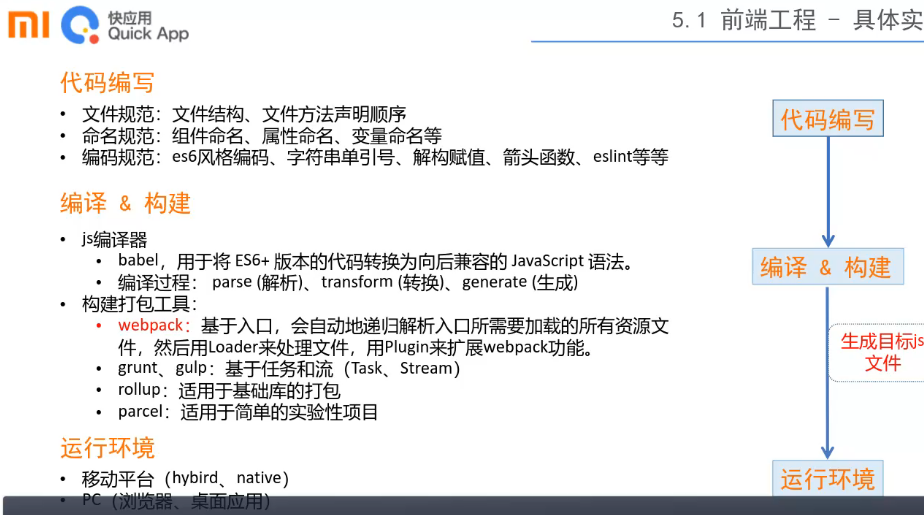 mi 快应用
Quick App
5.1 前端工程 - 具体实
代码编写
• 文件规范：文件结构、文件方法声明顺序
• 命名规范：组件命名、属性命名、变量命名等
• 编码规范：es6风格编码、字符串单引号、解构赋值、箭头函数、eslint等等
编译 & 构建
• js编译器
• babel，用于将 ES6+ 版本的代码转换为向后兼容的 JavaScript 语法。
• 编译过程： parse (解析)、transform (转换)、generate (生成)
• 构建打包工具：
• webpack：基于入口，会自动地递归解析入口所需要加载的所有资源文
件，然后用Loader来处理文件，用Plugin来扩展webpack功能。
• grunt、gulp：基于任务和流（Task、Stream）
• rollup：适用于基础库的打包
• parcel：适用于简单的实验性项目
运行环境
• 移动平台（hybird、native）
• PC（浏览器、桌面应用）
代码编写
编译 & 构建
生成目标js
文件
运行环境